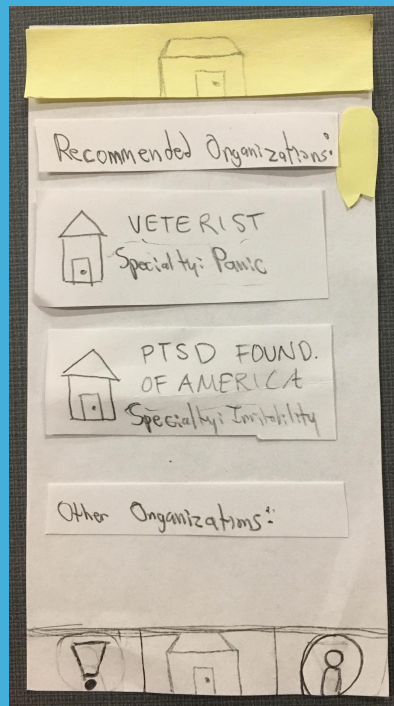 Recommended Organizations:
VETERIST
Specialty: Panic
PTSD FOUND.
OF AMERICA
Specialty: Irritability
Other Organizations:
!